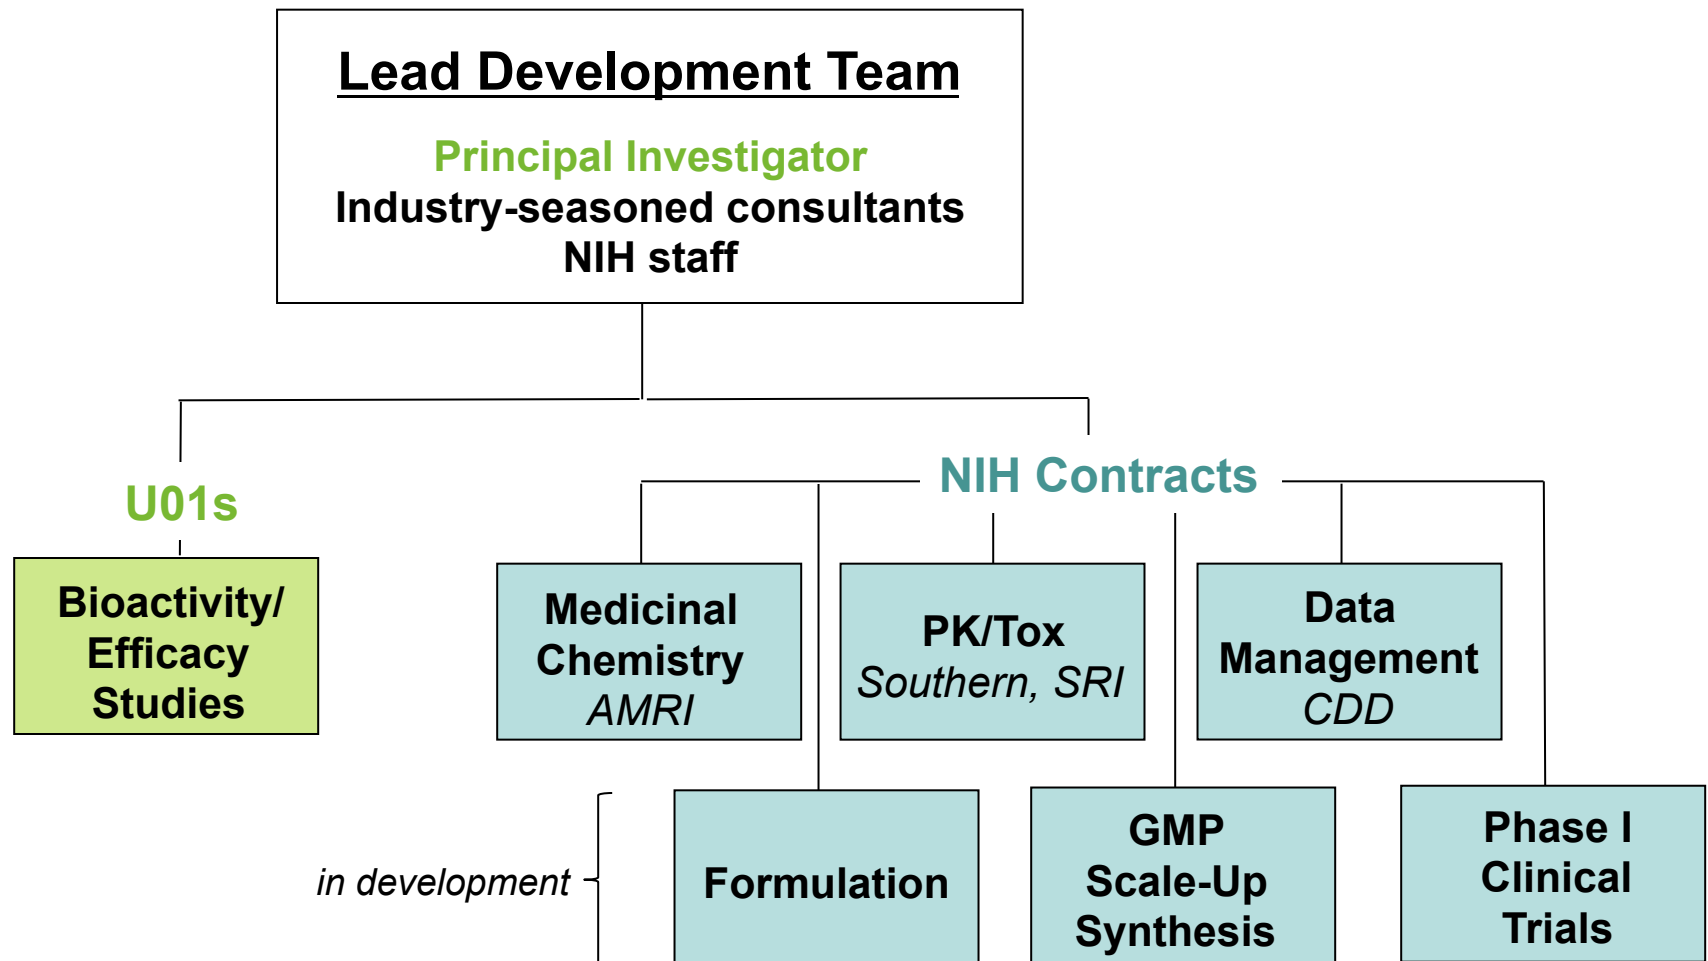 Lead Development Team
Principal Investigator
Industry-seasoned consultants
NIH staff
U01s
NIH Contracts
Bioactivity/
Efficacy
Studies
Medicinal
Chemistry
AMRI
PK/Tox
Southern, SRI
Data
Management
CDD
in development
Formulation
GMP
Scale-Up
Synthesis
Phase I
Clinical
Trials